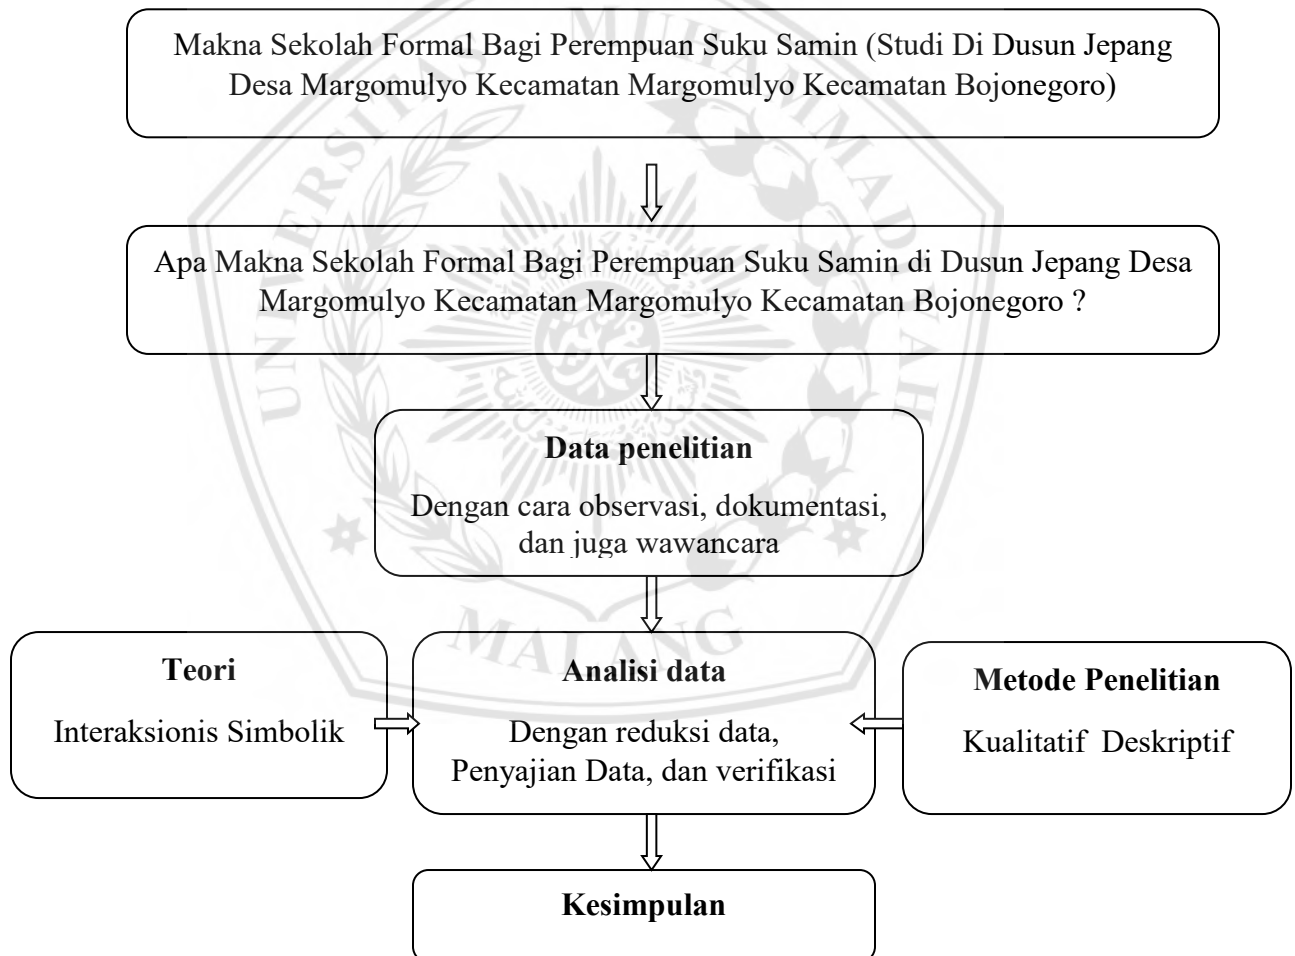 Makna Sekolah Formal Bagi Perempuan Suku Samin (Studi Di Dusun Jepang
Desa Margomulyo Kecamatan Margomulyo Kecamatan Bojonegoro)
Apa Makna Sekolah Formal Bagi Perempuan Suku Samin di Dusun Jepang Desa
Margomulyo Kecamatan Margomulyo Kecamatan Bojonegoro ?
Data penelitian
Dengan cara observasi, dokumentasi,
dan juga wawancara
Teori
Interaksionis Simbolik
Analisi data
Dengan reduksi data,
Penyajian Data, dan verifikasi
Metode Penelitian
Kualitatif Deskriptif
Kesimpulan
UNIVERSITAS MUHAMMADIYAH
MALANG